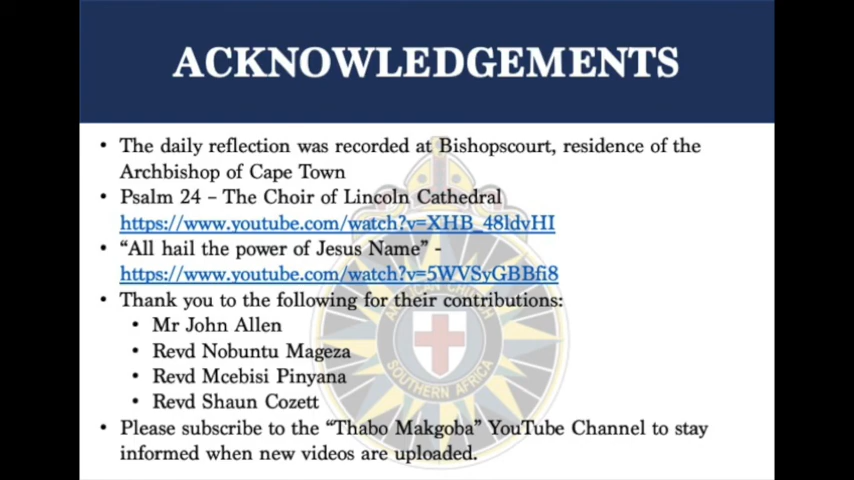 ACKNOWLEDGEMENTS
• The daily reflection was recorded at Bishopscourt, residence of the
Archbishop of Cape Town
• Psalm 24 – The Choir of Lincoln Cathedral
https://www.youtube.com/watch?v=XHB_48ldvHI
• “All hail the power of Jesus Name” -
https://www.youtube.com/watch?v=5WVSyGBBfi8
• Thank you to the following for their contributions:
• Mr John Allen
• Revd Nobuntu Mageza
• Revd Mcebisi Pinyana
• Revd Shaun Cozett
• Please subscribe to the “Thabo Makgoba” YouTube Channel to stay
informed when new videos are uploaded.
ANGLICAN CHURCH
SOUTHERN AFRICA